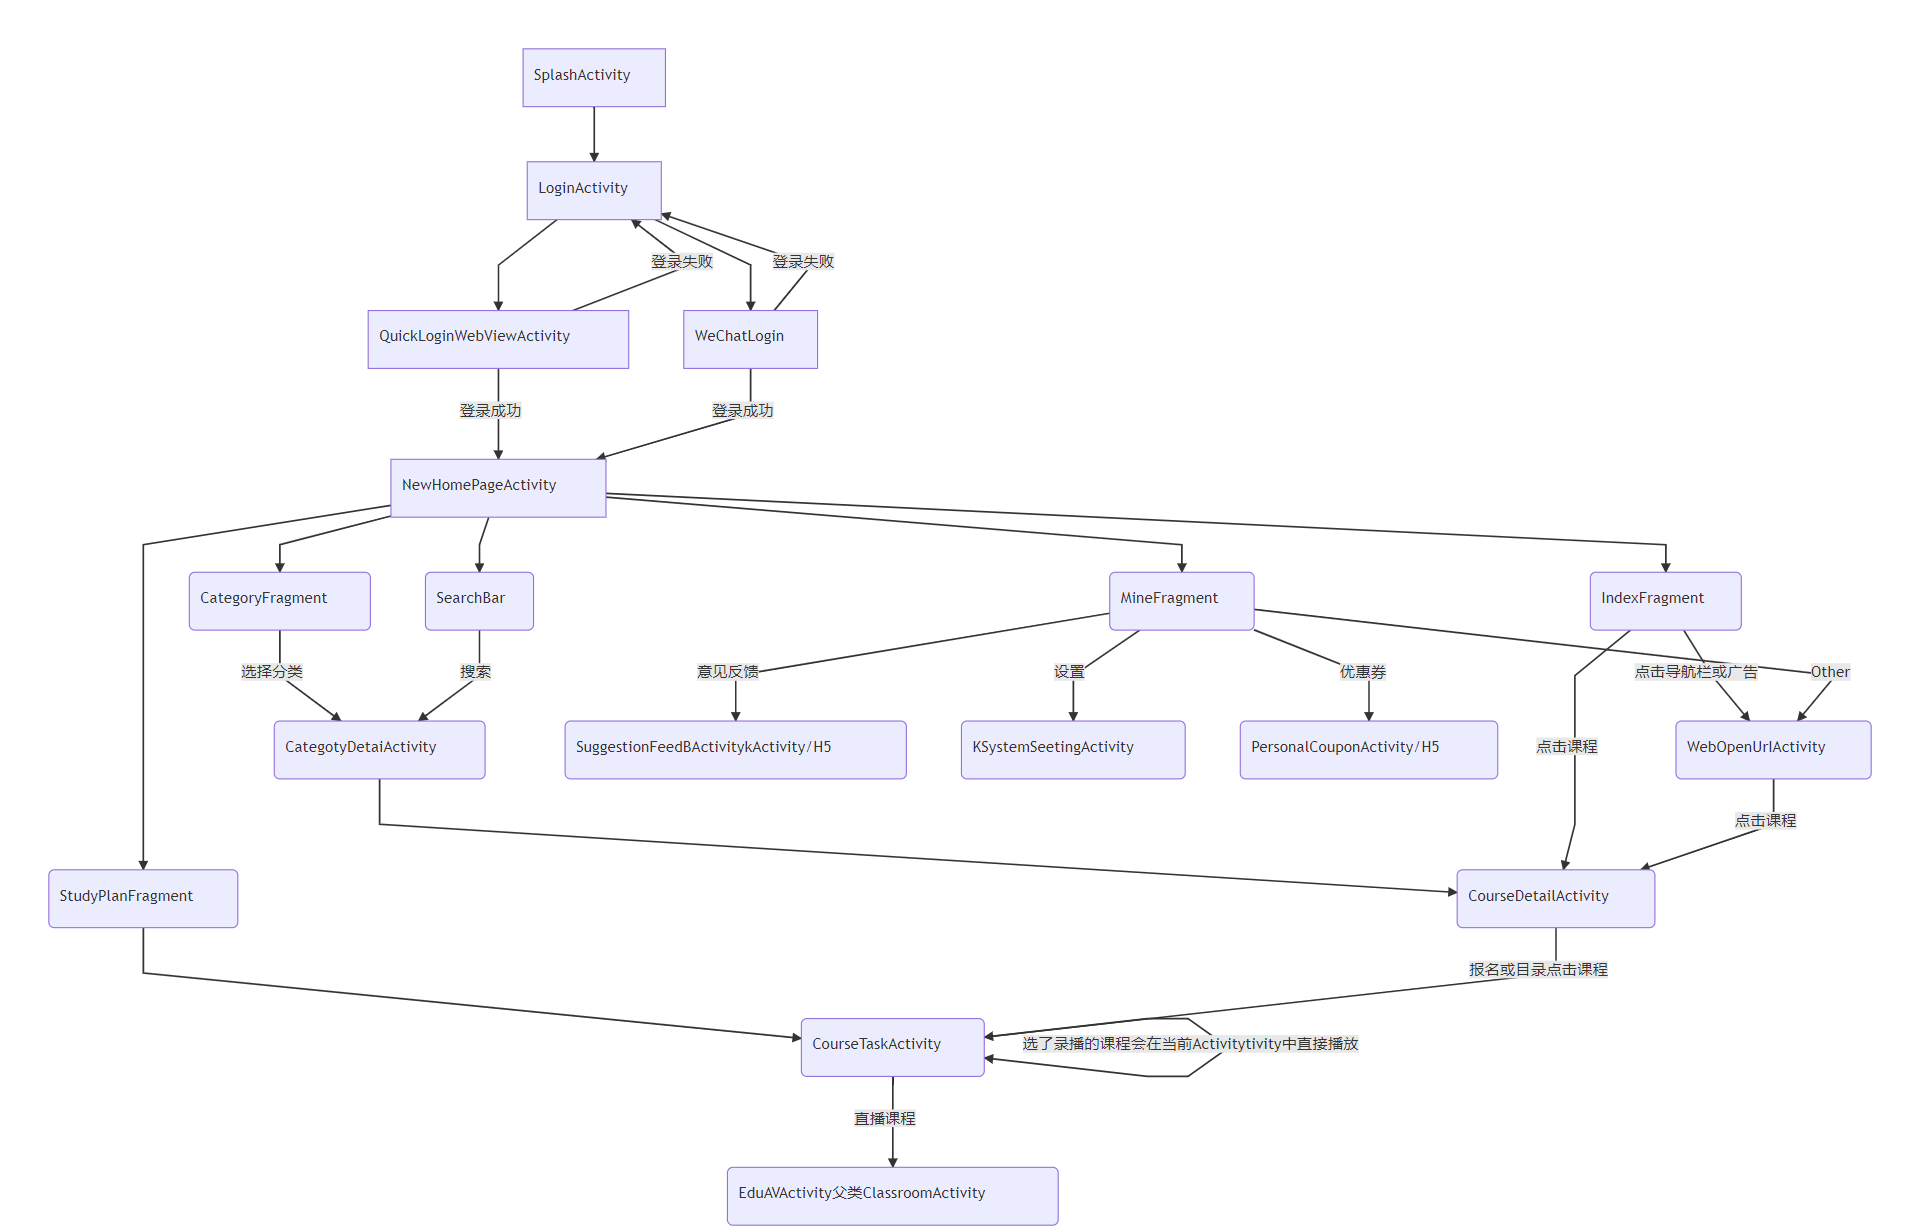 SplashActivity
LoginActivity
登录失败
登录失败
QuickLoginWebViewActivity
WeChatLogin
登录成功
登录成功
NewHomePageActivity
CategoryFragment
SearchBar
MineFragment
IndexFragment
选择分类
搜索
意见反馈
设置
优惠券
点击导航栏或广告
Other
CategotyDetaiActivity
SuggestionFeedBActivitykActivity/H5
KSystemSeetingActivity
PersonalCouponActivity/H5
点击课程
WebOpenUrlActivity
点击课程
StudyPlanFragment
CourseDetailActivity
报名或目录点击课程
CourseTaskActivity
选了录播的课程会在当前Activitytivity中直接播放
直播课程
EduAVActivity父类ClassroomActivity